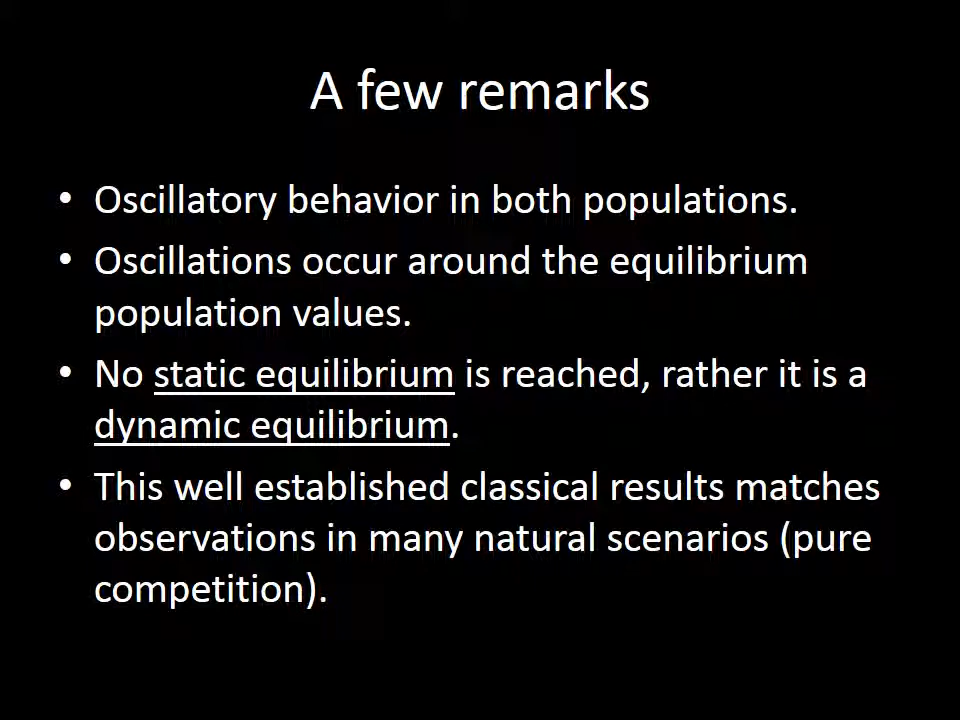 A few remarks
• Oscillatory behavior in both populations.
• Oscillations occur around the equilibrium
population values.
• No static equilibrium is reached, rather it is a
dynamic equilibrium.
• This well established classical results matches
observations in many natural scenarios (pure
competition).